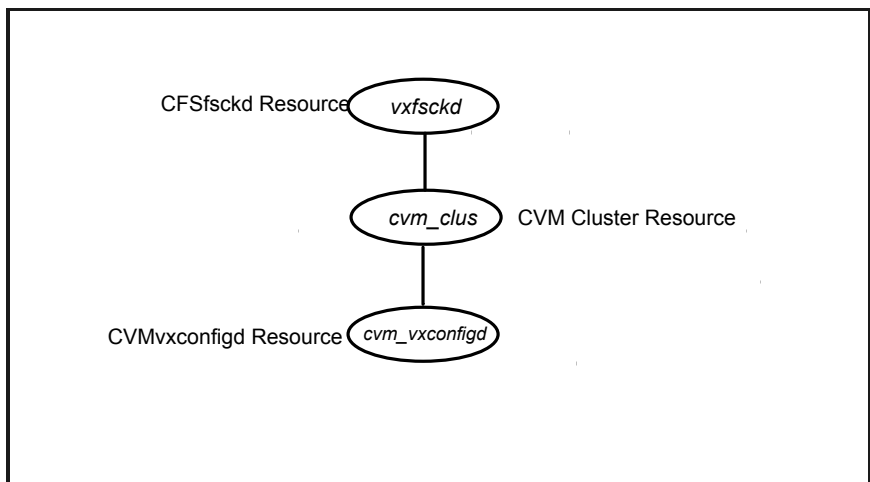 CFSfsckd Resource
vxfsckd
cvm_clus
CVM Cluster Resource
CVMvxconfigd Resource
cvm_vxconfigd